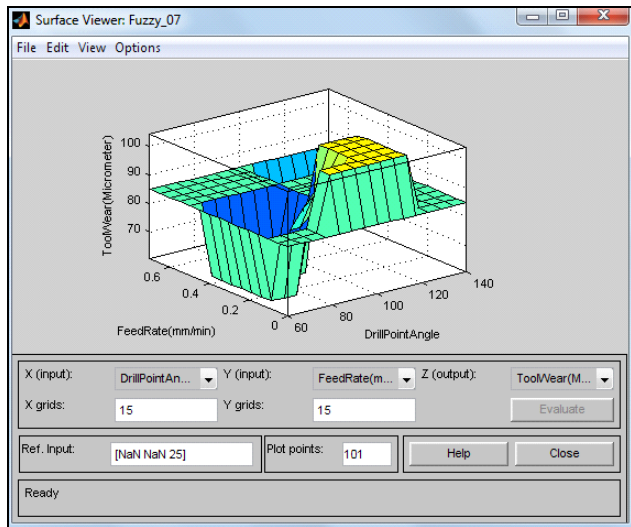 Surface Viewer: Fuzzy_07
File Edit View Options
ToolWear(Micrometer)
100
90
80
70
0.6
0.4
0.2
0
60
80
100
120
140
FeedRate(mm/min)
DrillPointAngle
X (input): DrillPointAn... Y (input): FeedRate(m... Z (output): ToolWear(M...
X grids: 15 Y grids: 15 Evaluate
Ref. Input: [NaN NaN 25] Plot points: 101 Help Close
Ready